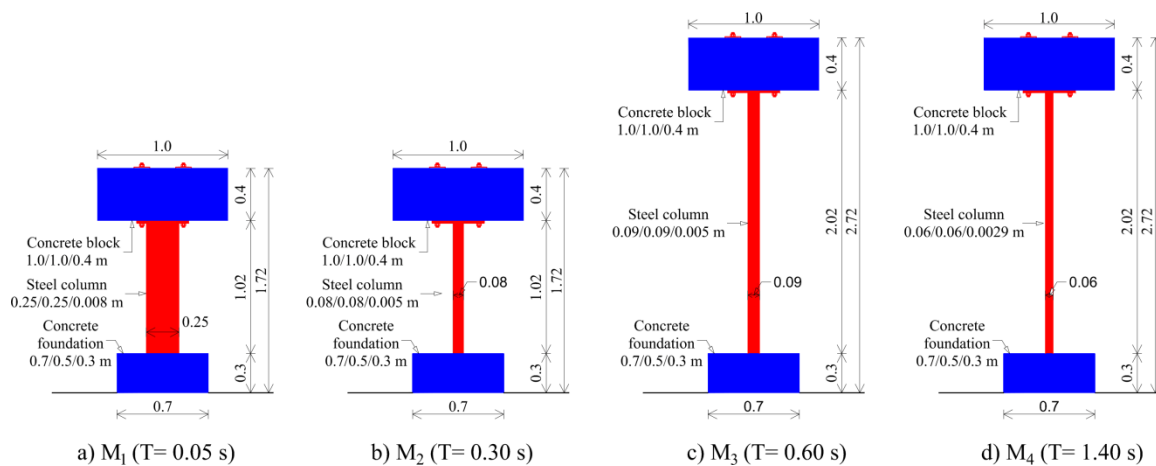 1.0
0.4
Concrete block
1.0/1.0/0.4 m
Steel column
0.25/0.25/0.008 m
1.02
1.72
0.25
Concrete
foundation
0.7/0.5/0.3 m
0.3
0.7
a) M₁ (T= 0.05 s)
1.0
0.4
Concrete block
1.0/1.0/0.4 m
Steel column
0.08/0.08/0.005 m
0.08
1.02
1.72
Concrete
foundation
0.7/0.5/0.3 m
0.3
0.7
b) M₂ (T= 0.30 s)
1.0
0.4
Concrete block
1.0/1.0/0.4 m
Steel column
0.09/0.09/0.005 m
2.02
2.72
0.09
Concrete
foundation
0.7/0.5/0.3 m
0.3
0.7
c) M₃ (T= 0.60 s)
1.0
0.4
Concrete block
1.0/1.0/0.4 m
Steel column
0.06/0.06/0.0029 m
2.02
2.72
0.06
Concrete
foundation
0.7/0.5/0.3 m
0.3
0.7
d) M₄ (T= 1.40 s)